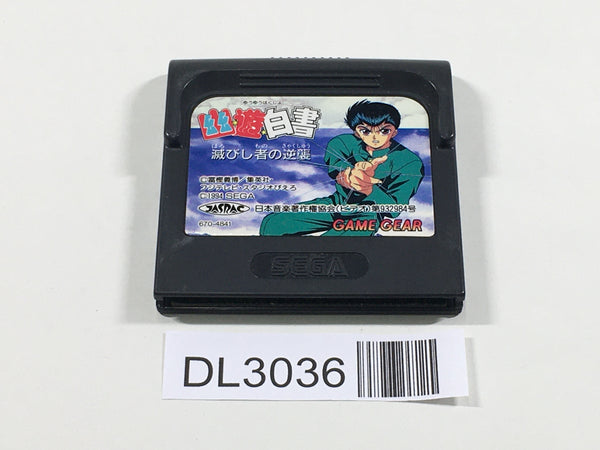 ゆうゆうはくしょ
幽・遊・白書
ほろ もの ぎゃくしゅう
滅びし者の逆襲
©冨樫義博／集英社・
フジテレビ・スタジオぴえろ
©1994 SEGA
JASRAC 日本音楽著作権協会(ビデオ)第932984号
670-4841
GAME GEAR
SEGA
DL3036